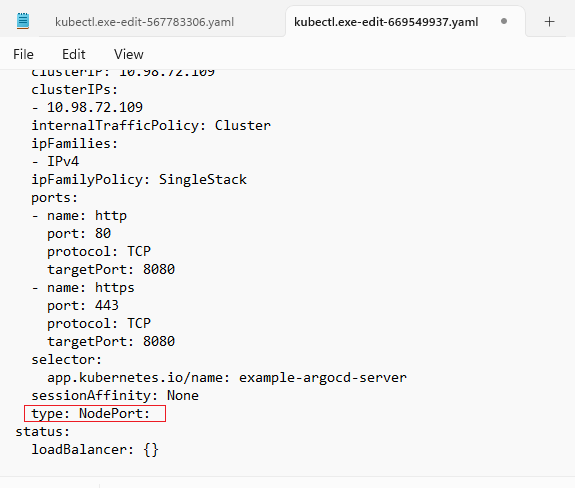 kubectl.exe-edit-567783306.yaml
kubectl.exe-edit-669549937.yaml
File Edit View
clusterIP: 10.98.72.109
clusterIPs:
- 10.98.72.109
internalTrafficPolicy: Cluster
ipFamilies:
- IPv4
ipFamilyPolicy: SingleStack
ports:
- name: http
port: 80
protocol: TCP
targetPort: 8080
- name: https
port: 443
protocol: TCP
targetPort: 8080
selector:
app.kubernetes.io/name: example-argocd-server
sessionAffinity: None
type: NodePort:
status:
loadBalancer: {}